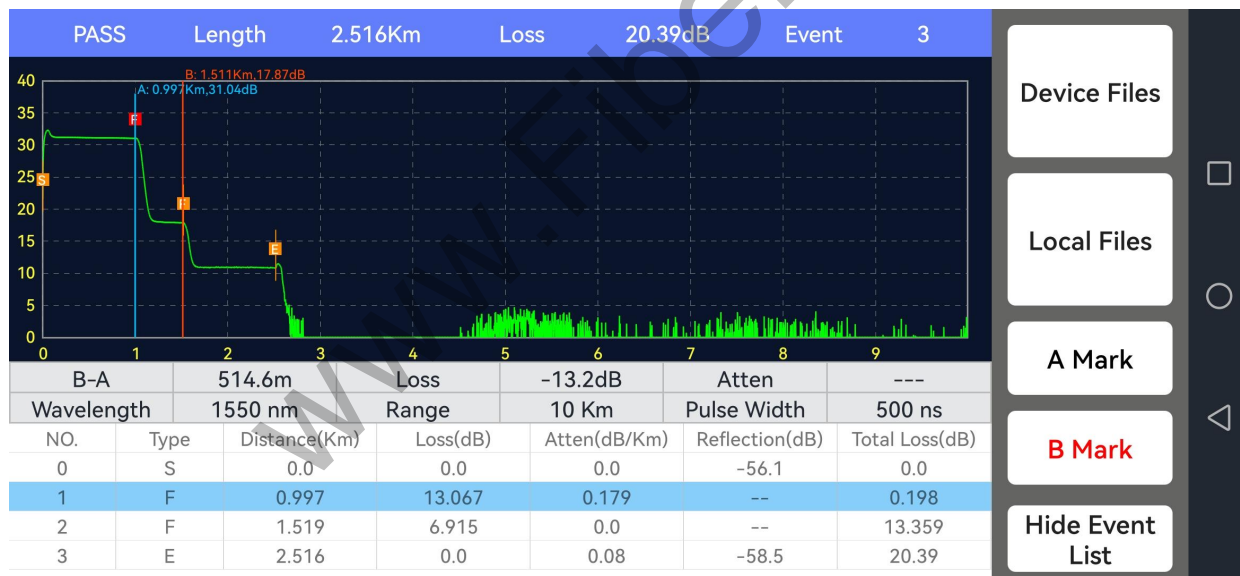 PASS Length 2.516Km Loss 20.39dB Event 3
B: 1.511Km,17.87dB
A: 0.997Km,31.04dB
40
35
30
25
20
15
10
5
0
S
F
F
E
0 1 2 3 4 5 6 7 8 9
B-A 514.6m Loss -13.2dB Atten ---
Wavelength 1550 nm Range 10 Km Pulse Width 500 ns
NO. Type Distance(Km) Loss(dB) Atten(dB/Km) Reflection(dB) Total Loss(dB)
0 S 0.0 0.0 0.0 -56.1 0.0
1 F 0.997 13.067 0.179 -- 0.198
2 F 1.519 6.915 0.0 -- 13.359
3 E 2.516 0.0 0.08 -58.5 20.39
Device Files
Local Files
A Mark
B Mark
Hide Event
List
www.Fibe